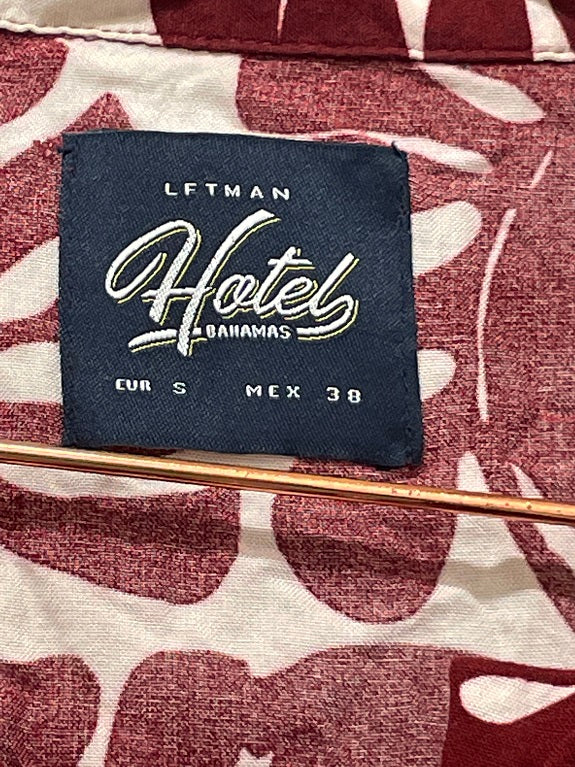 LFTMAN
Hotel
BAHAMAS
EUR S MEX 38